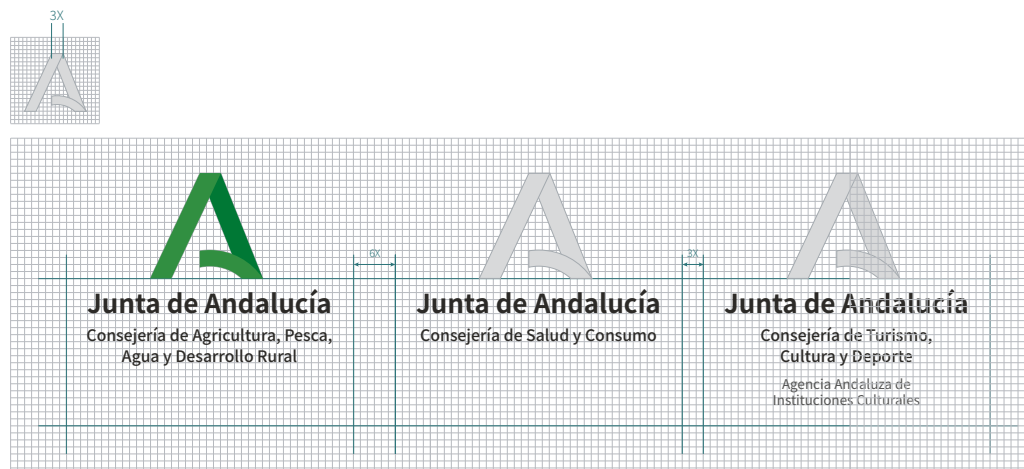 3X
6X
3X
Junta de Andalucía
Consejería de Agricultura, Pesca,
Agua y Desarrollo Rural
Junta de Andalucía
Consejería de Salud y Consumo
Junta de Andalucía
Consejería de Turismo,
Cultura y Deporte
Agencia Andaluza de
Instituciones Culturales